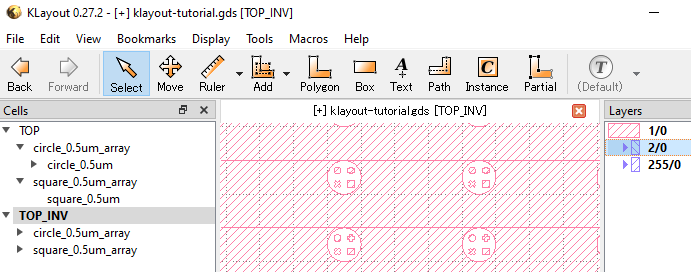 KLayout 0.27.2 - [+] klayout-tutorial.gds [TOP_INV]
File Edit View Bookmarks Display Tools Macros Help
Back Forward Select Move Ruler Add Polygon Box Text Path Instance Partial (Default)
T
Cells
[+] klayout-tutorial.gds [TOP_INV]
Layers
TOP
circle_0.5um_array
circle_0.5um
square_0.5um_array
square_0.5um
TOP_INV
circle_0.5um_array
square_0.5um_array
1/0
2/0
255/0